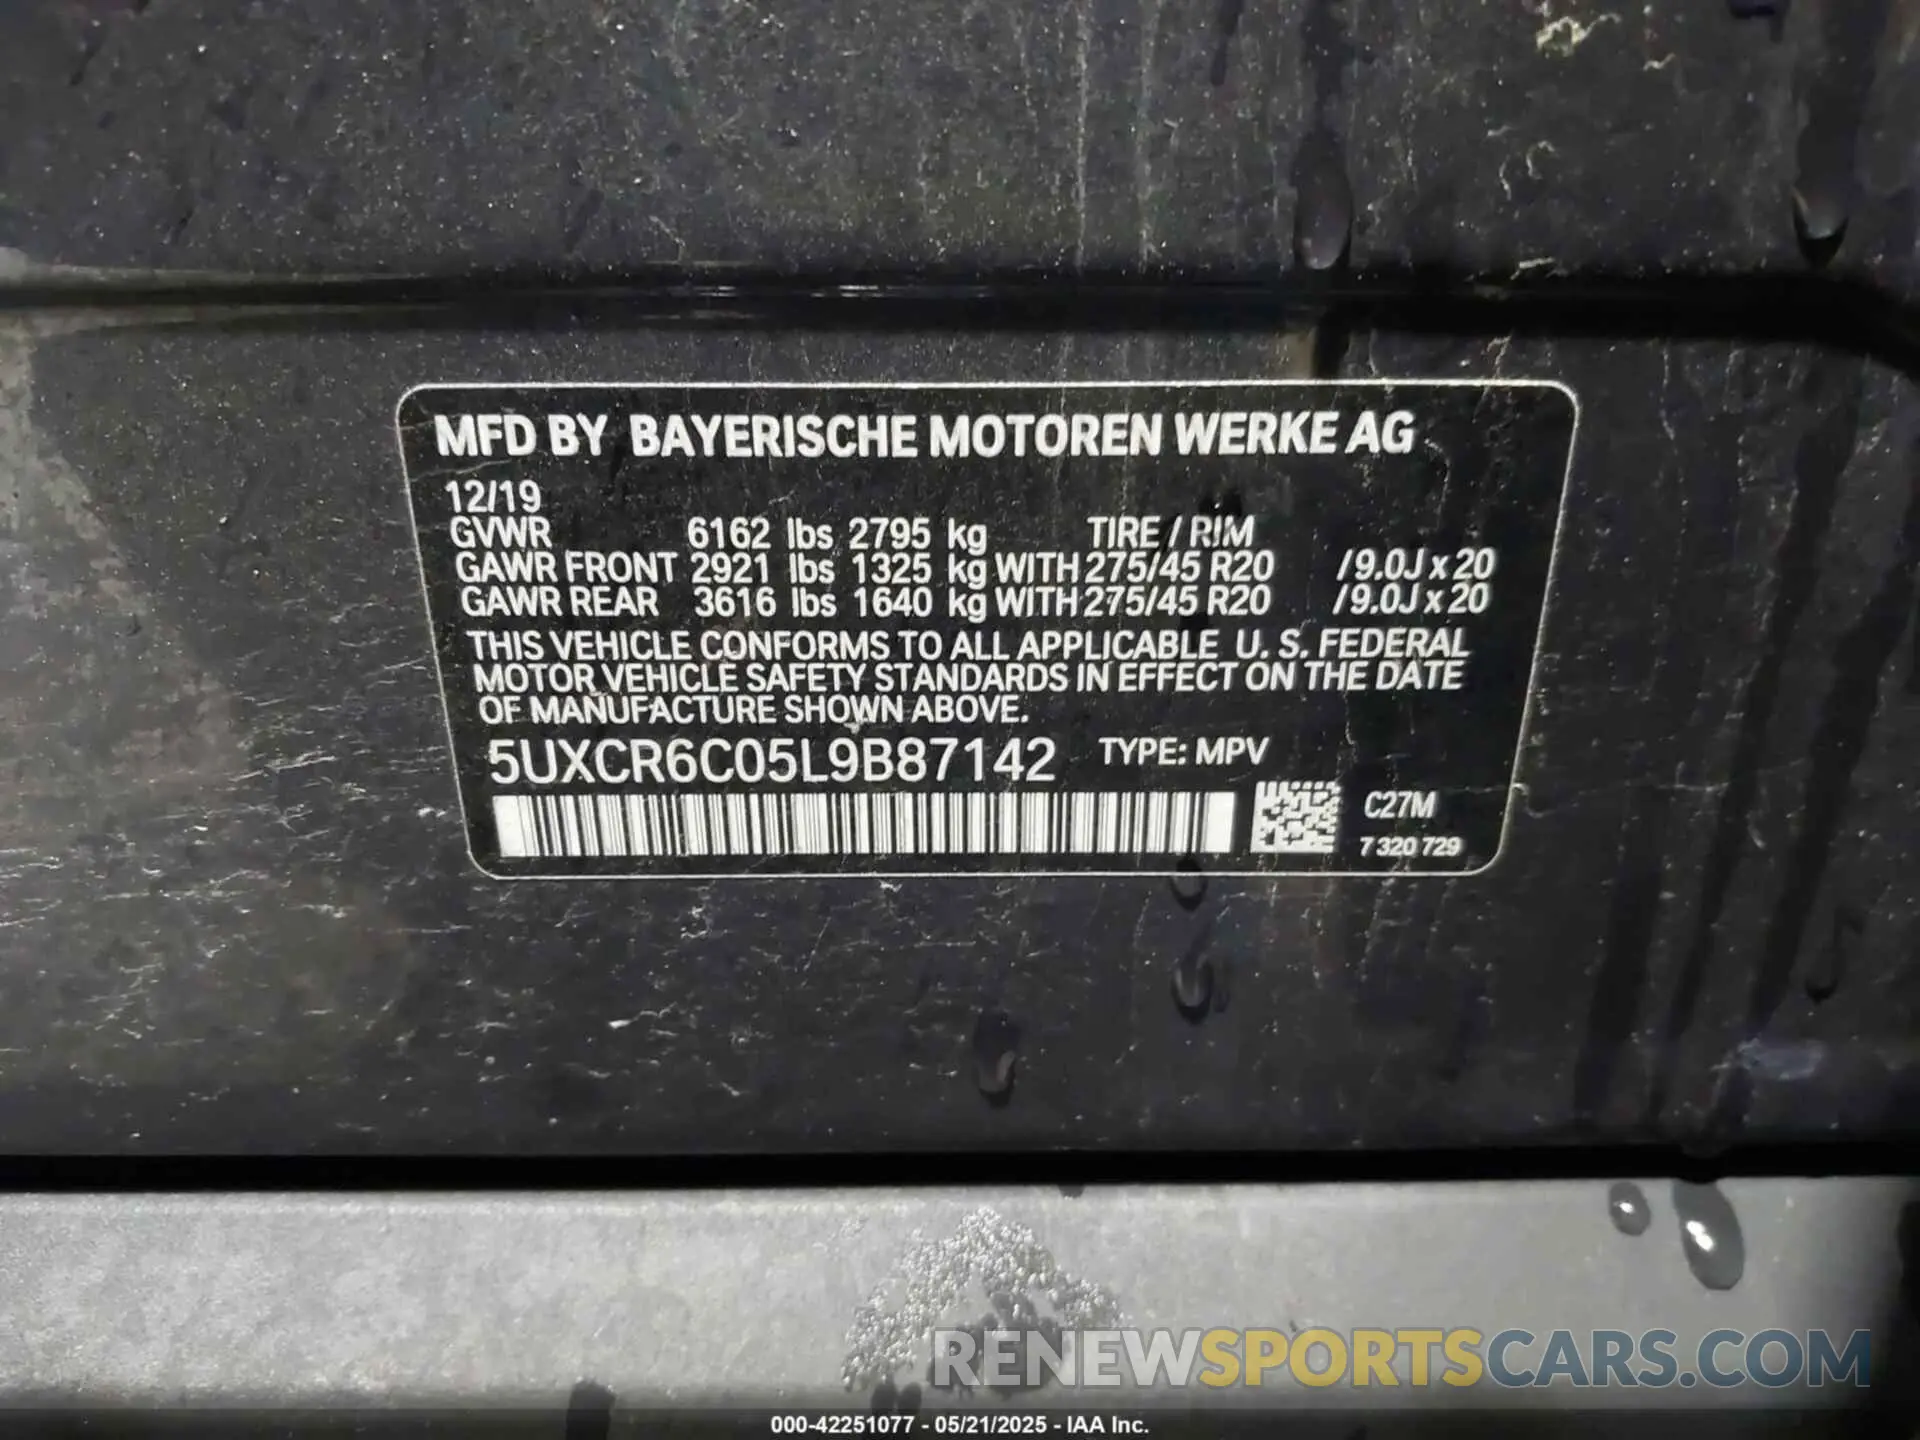 MFD BY BAYERISCHE MOTOREN WERKE AG
12/19
GVWR 6162 lbs 2795 kg TIRE / RIM
GAWR FRONT 2921 lbs 1325 kg WITH 275/45 R20 /9.0J x 20
GAWR REAR 3616 lbs 1640 kg WITH 275/45 R20 /9.0J x 20
THIS VEHICLE CONFORMS TO ALL APPLICABLE U. S. FEDERAL
MOTOR VEHICLE SAFETY STANDARDS IN EFFECT ON THE DATE
OF MANUFACTURE SHOWN ABOVE.
5UXCR6C05L9B87142 TYPE: MPV
C27M
7 320 729
RENEWSPORTSCARS.COM
000-42251077 - 05/21/2025 - IAA Inc.